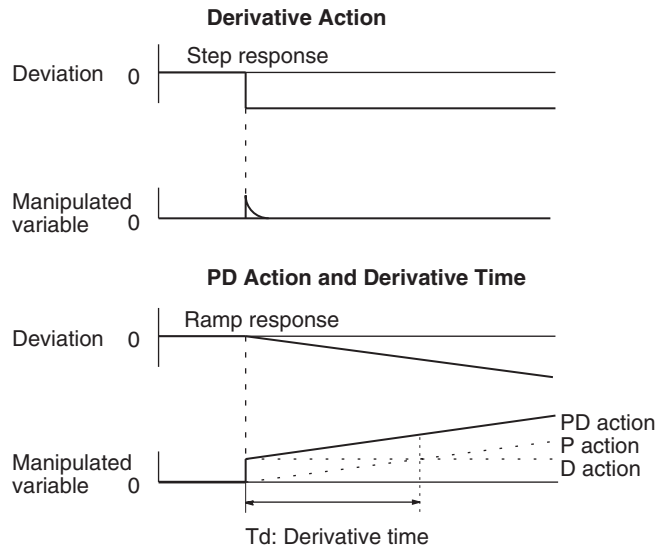 Derivative Action
Step response
Deviation 0
Manipulated
variable 0
PD Action and Derivative Time
Ramp response
Deviation 0
PD action
P action
Manipulated
variable 0
D action
Td: Derivative time